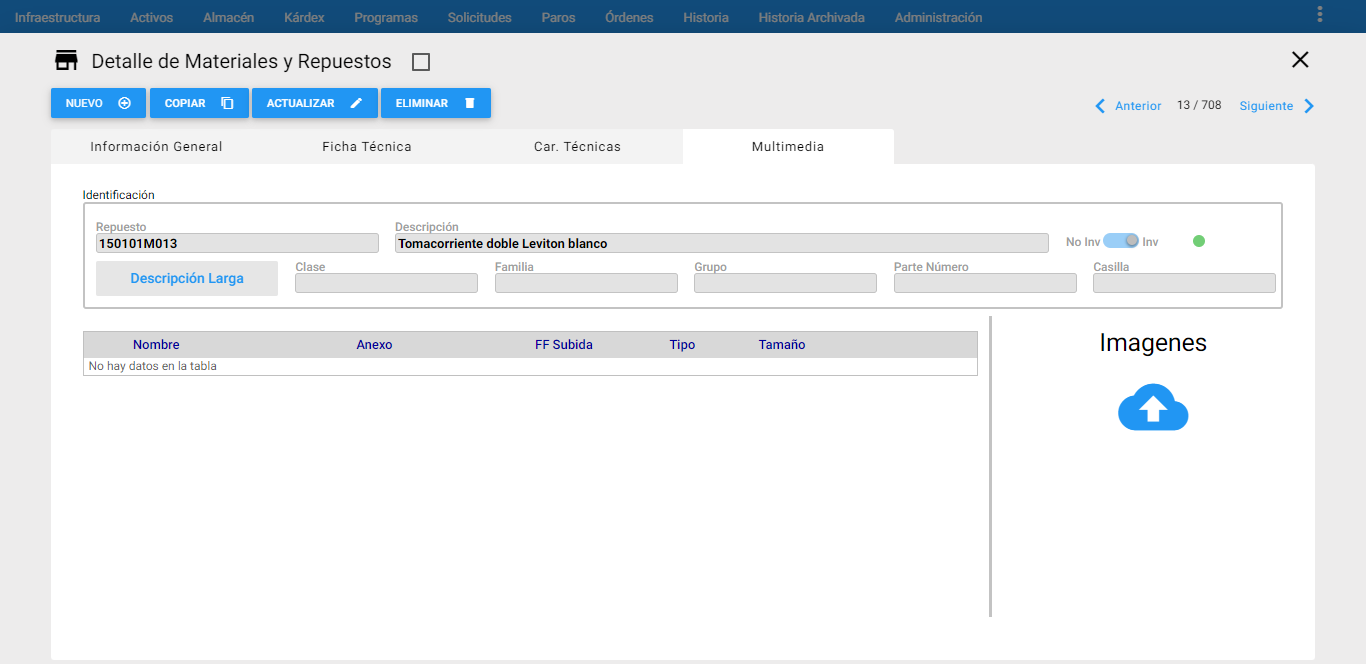 Infraestructura Activos Almacén Kárdex Programas Solicitudes Paros Órdenes Historia Historia Archivada Administración
Detalle de Materiales y Repuestos
NUEVO COPIAR ACTUALIZAR ELIMINAR
Anterior 13 / 708 Siguiente
Información General Ficha Técnica Car. Técnicas Multimedia
Identificación
Repuesto Descripción
150101M013 Tomacorriente doble Leviton blanco No Inv Inv
Descripción Larga Clase Familia Grupo Parte Número Casilla
Nombre Anexo FF Subida Tipo Tamaño
No hay datos en la tabla
Imagenes